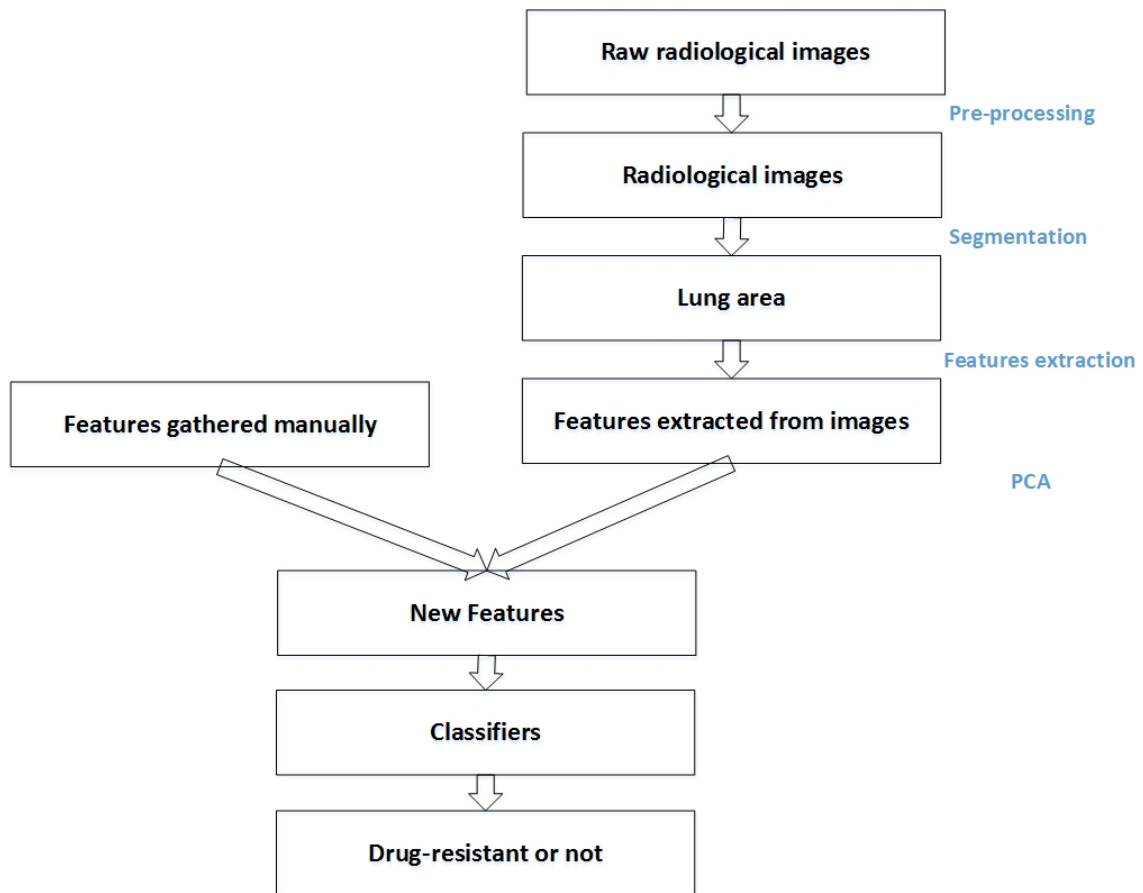 Raw radiological images
Pre-processing
Radiological images
Segmentation
Lung area
Features extraction
Features gathered manually
Features extracted from images
PCA
New Features
Classifiers
Drug-resistant or not